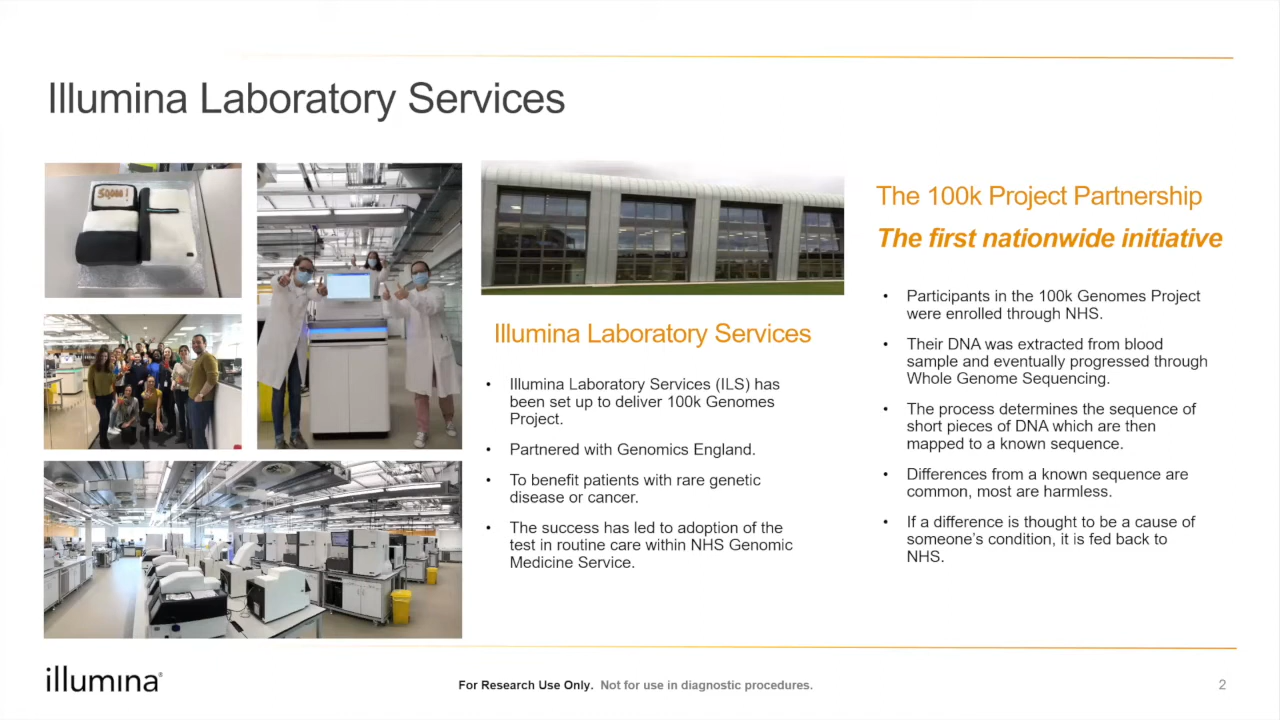 Illumina Laboratory Services
50,000!
Illumina Laboratory Services
• Illumina Laboratory Services (ILS) has
been set up to deliver 100k Genomes
Project.
• Partnered with Genomics England.
• To benefit patients with rare genetic
disease or cancer.
• The success has led to adoption of the
test in routine care within NHS Genomic
Medicine Service.
The 100k Project Partnership
The first nationwide initiative
• Participants in the 100k Genomes Project
were enrolled through NHS.
• Their DNA was extracted from blood
sample and eventually progressed through
Whole Genome Sequencing.
• The process determines the sequence of
short pieces of DNA which are then
mapped to a known sequence.
• Differences from a known sequence are
common, most are harmless.
• If a difference is thought to be a cause of
someone's condition, it is fed back to
NHS.
illumina®
For Research Use Only. Not for use in diagnostic procedures.
2